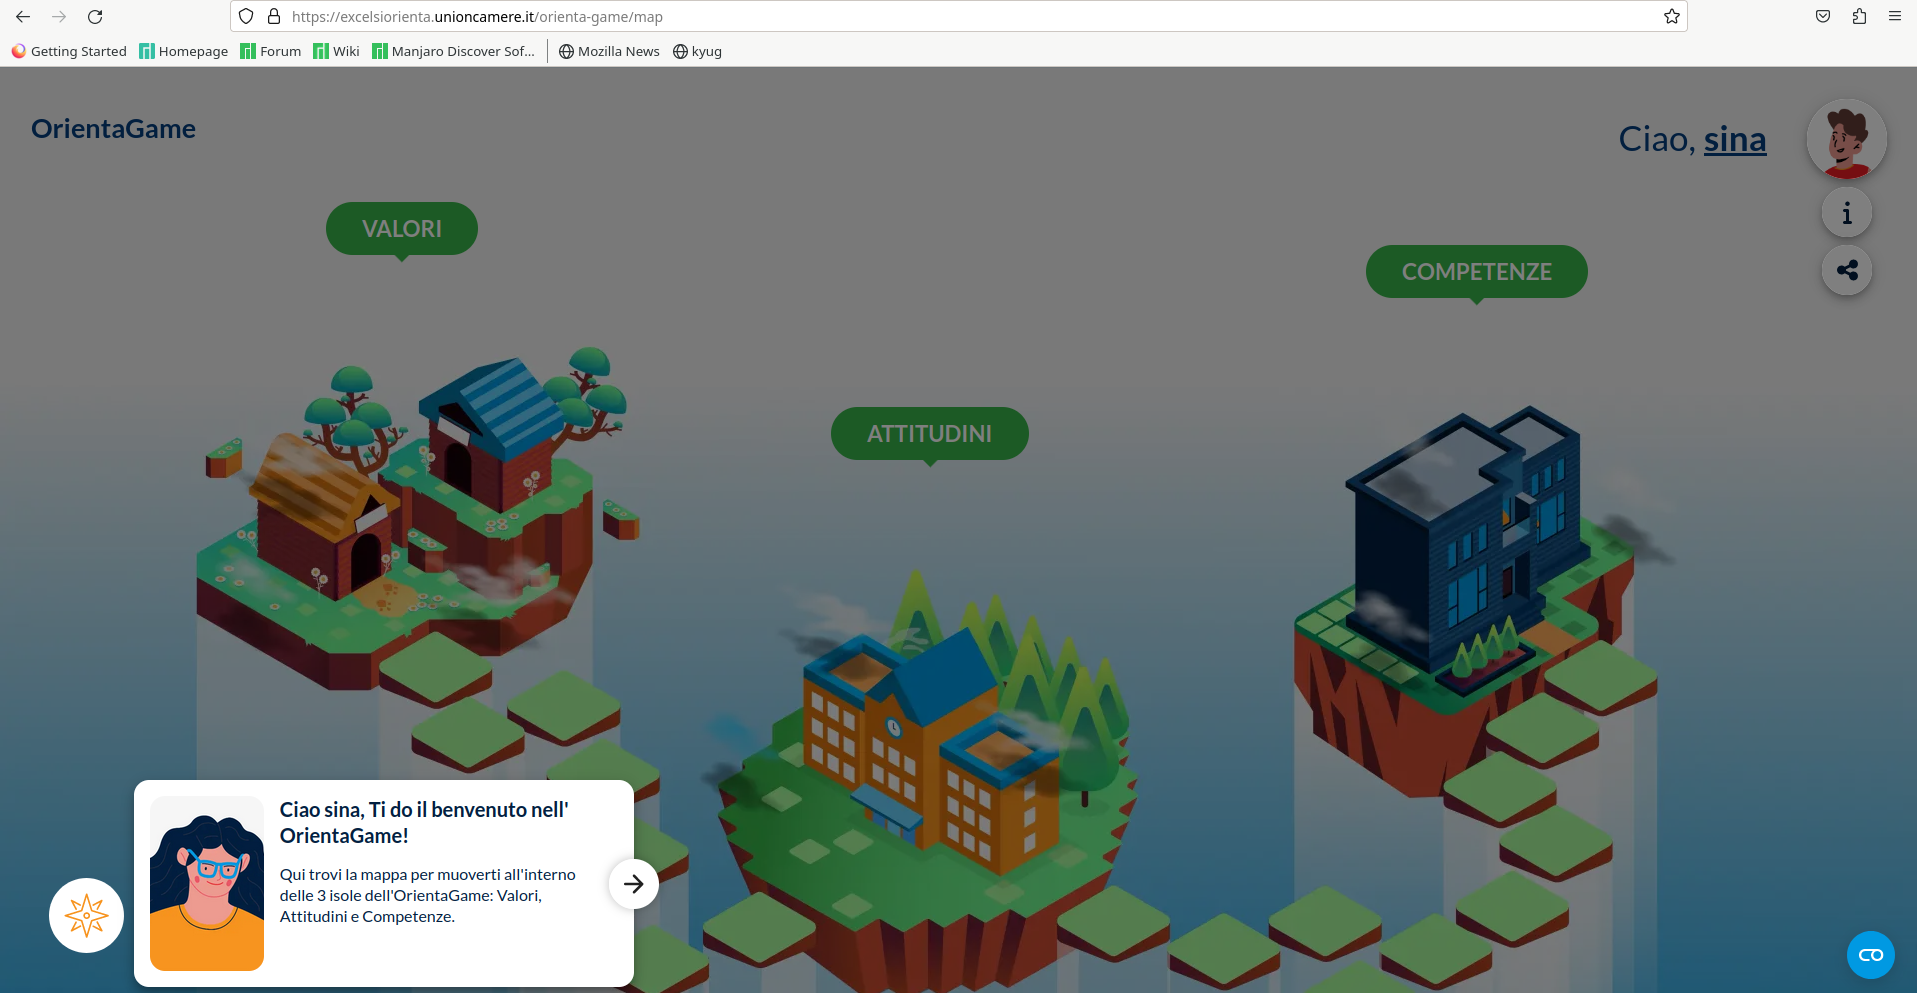 https://excelsiorienta.unioncamere.it/orienta-game/map
Getting Started Homepage Forum Wiki Manjaro Discover Sof... Mozilla News kyug
OrientaGame
Ciao, sina
VALORI
COMPETENZE
ATTITUDINI
Ciao sina, Ti do il benvenuto nell'
OrientaGame!
Qui trovi la mappa per muoverti all'interno
delle 3 isole dell'OrientaGame: Valori,
Attitudini e Competenze.